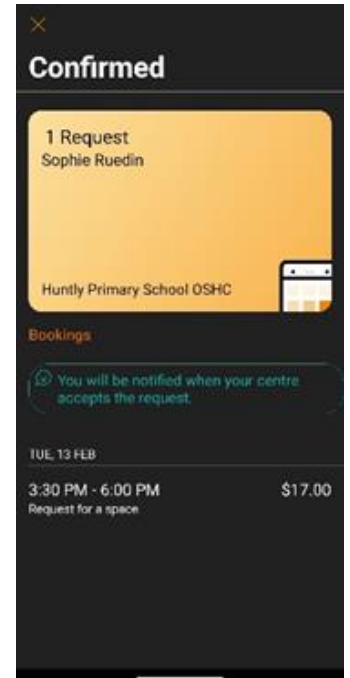 Confirmed
1 Request
Sophie Ruedin
Huntly Primary School OSHC
Bookings
You will be notified when your centre
accepts the request.
TUE, 13 FEB
3:30 PM - 6:00 PM $17.00
Request for a space